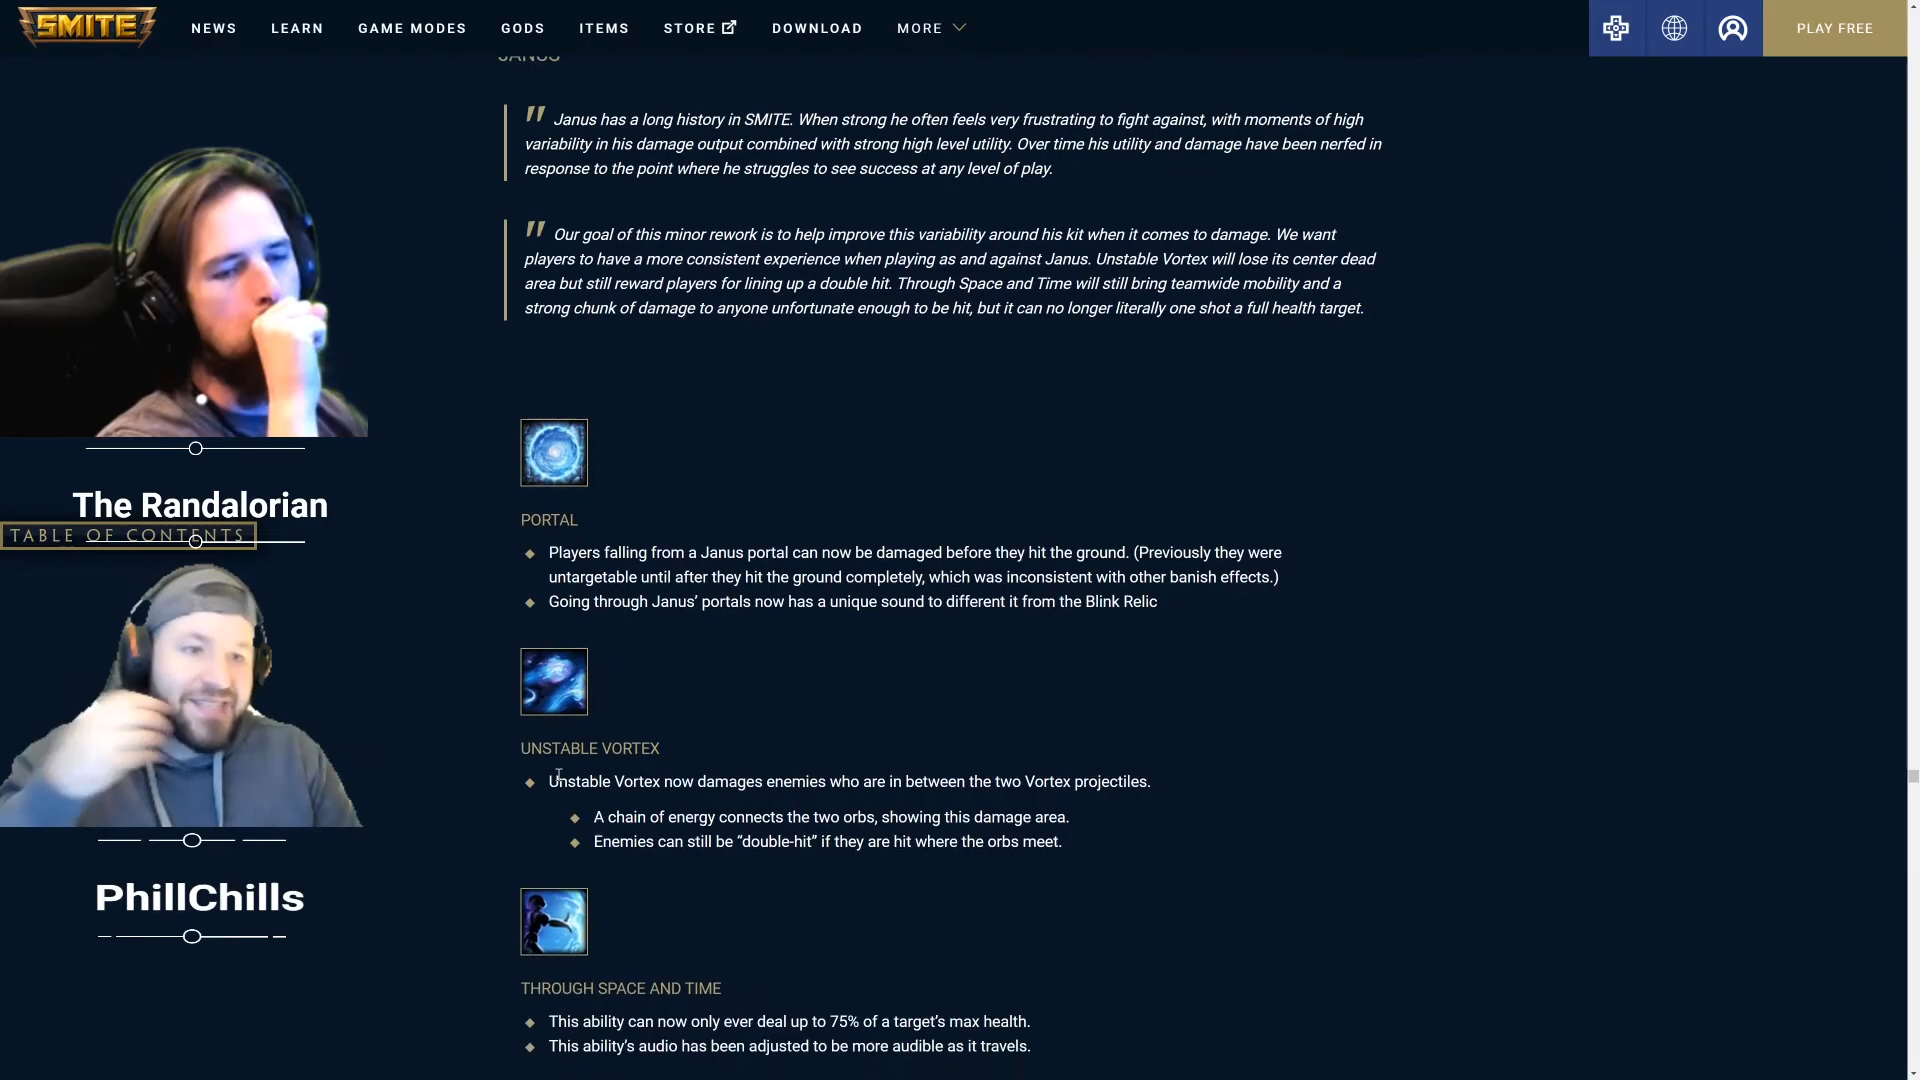 SMITE
NEWS
LEARN
GAME MODES
GODS
ITEMS
STORE
DOWNLOAD
MORE
PLAY FREE
JANUS
" Janus has a long history in SMITE. When strong he often feels very frustrating to fight against, with moments of high
variability in his damage output combined with strong high level utility. Over time his utility and damage have been nerfed in
response to the point where he struggles to see success at any level of play.
" Our goal of this minor rework is to help improve this variability around his kit when it comes to damage. We want
players to have a more consistent experience when playing as and against Janus. Unstable Vortex will lose its center dead
area but still reward players for lining up a double hit. Through Space and Time will still bring teamwide mobility and a
strong chunk of damage to anyone unfortunate enough to be hit, but it can no longer literally one shot a full health target.
The Randalorian
TABLE OF CONTENTS
PhillChills
PORTAL
Players falling from a Janus portal can now be damaged before they hit the ground. (Previously they were
untargetable until after they hit the ground completely, which was inconsistent with other banish effects.)
Going through Janus’ portals now has a unique sound to different it from the Blink Relic
UNSTABLE VORTEX
Unstable Vortex now damages enemies who are in between the two Vortex projectiles.
A chain of energy connects the two orbs, showing this damage area.
Enemies can still be “double-hit” if they are hit where the orbs meet.
THROUGH SPACE AND TIME
This ability can now only ever deal up to 75% of a target’s max health.
This ability’s audio has been adjusted to be more audible as it travels.